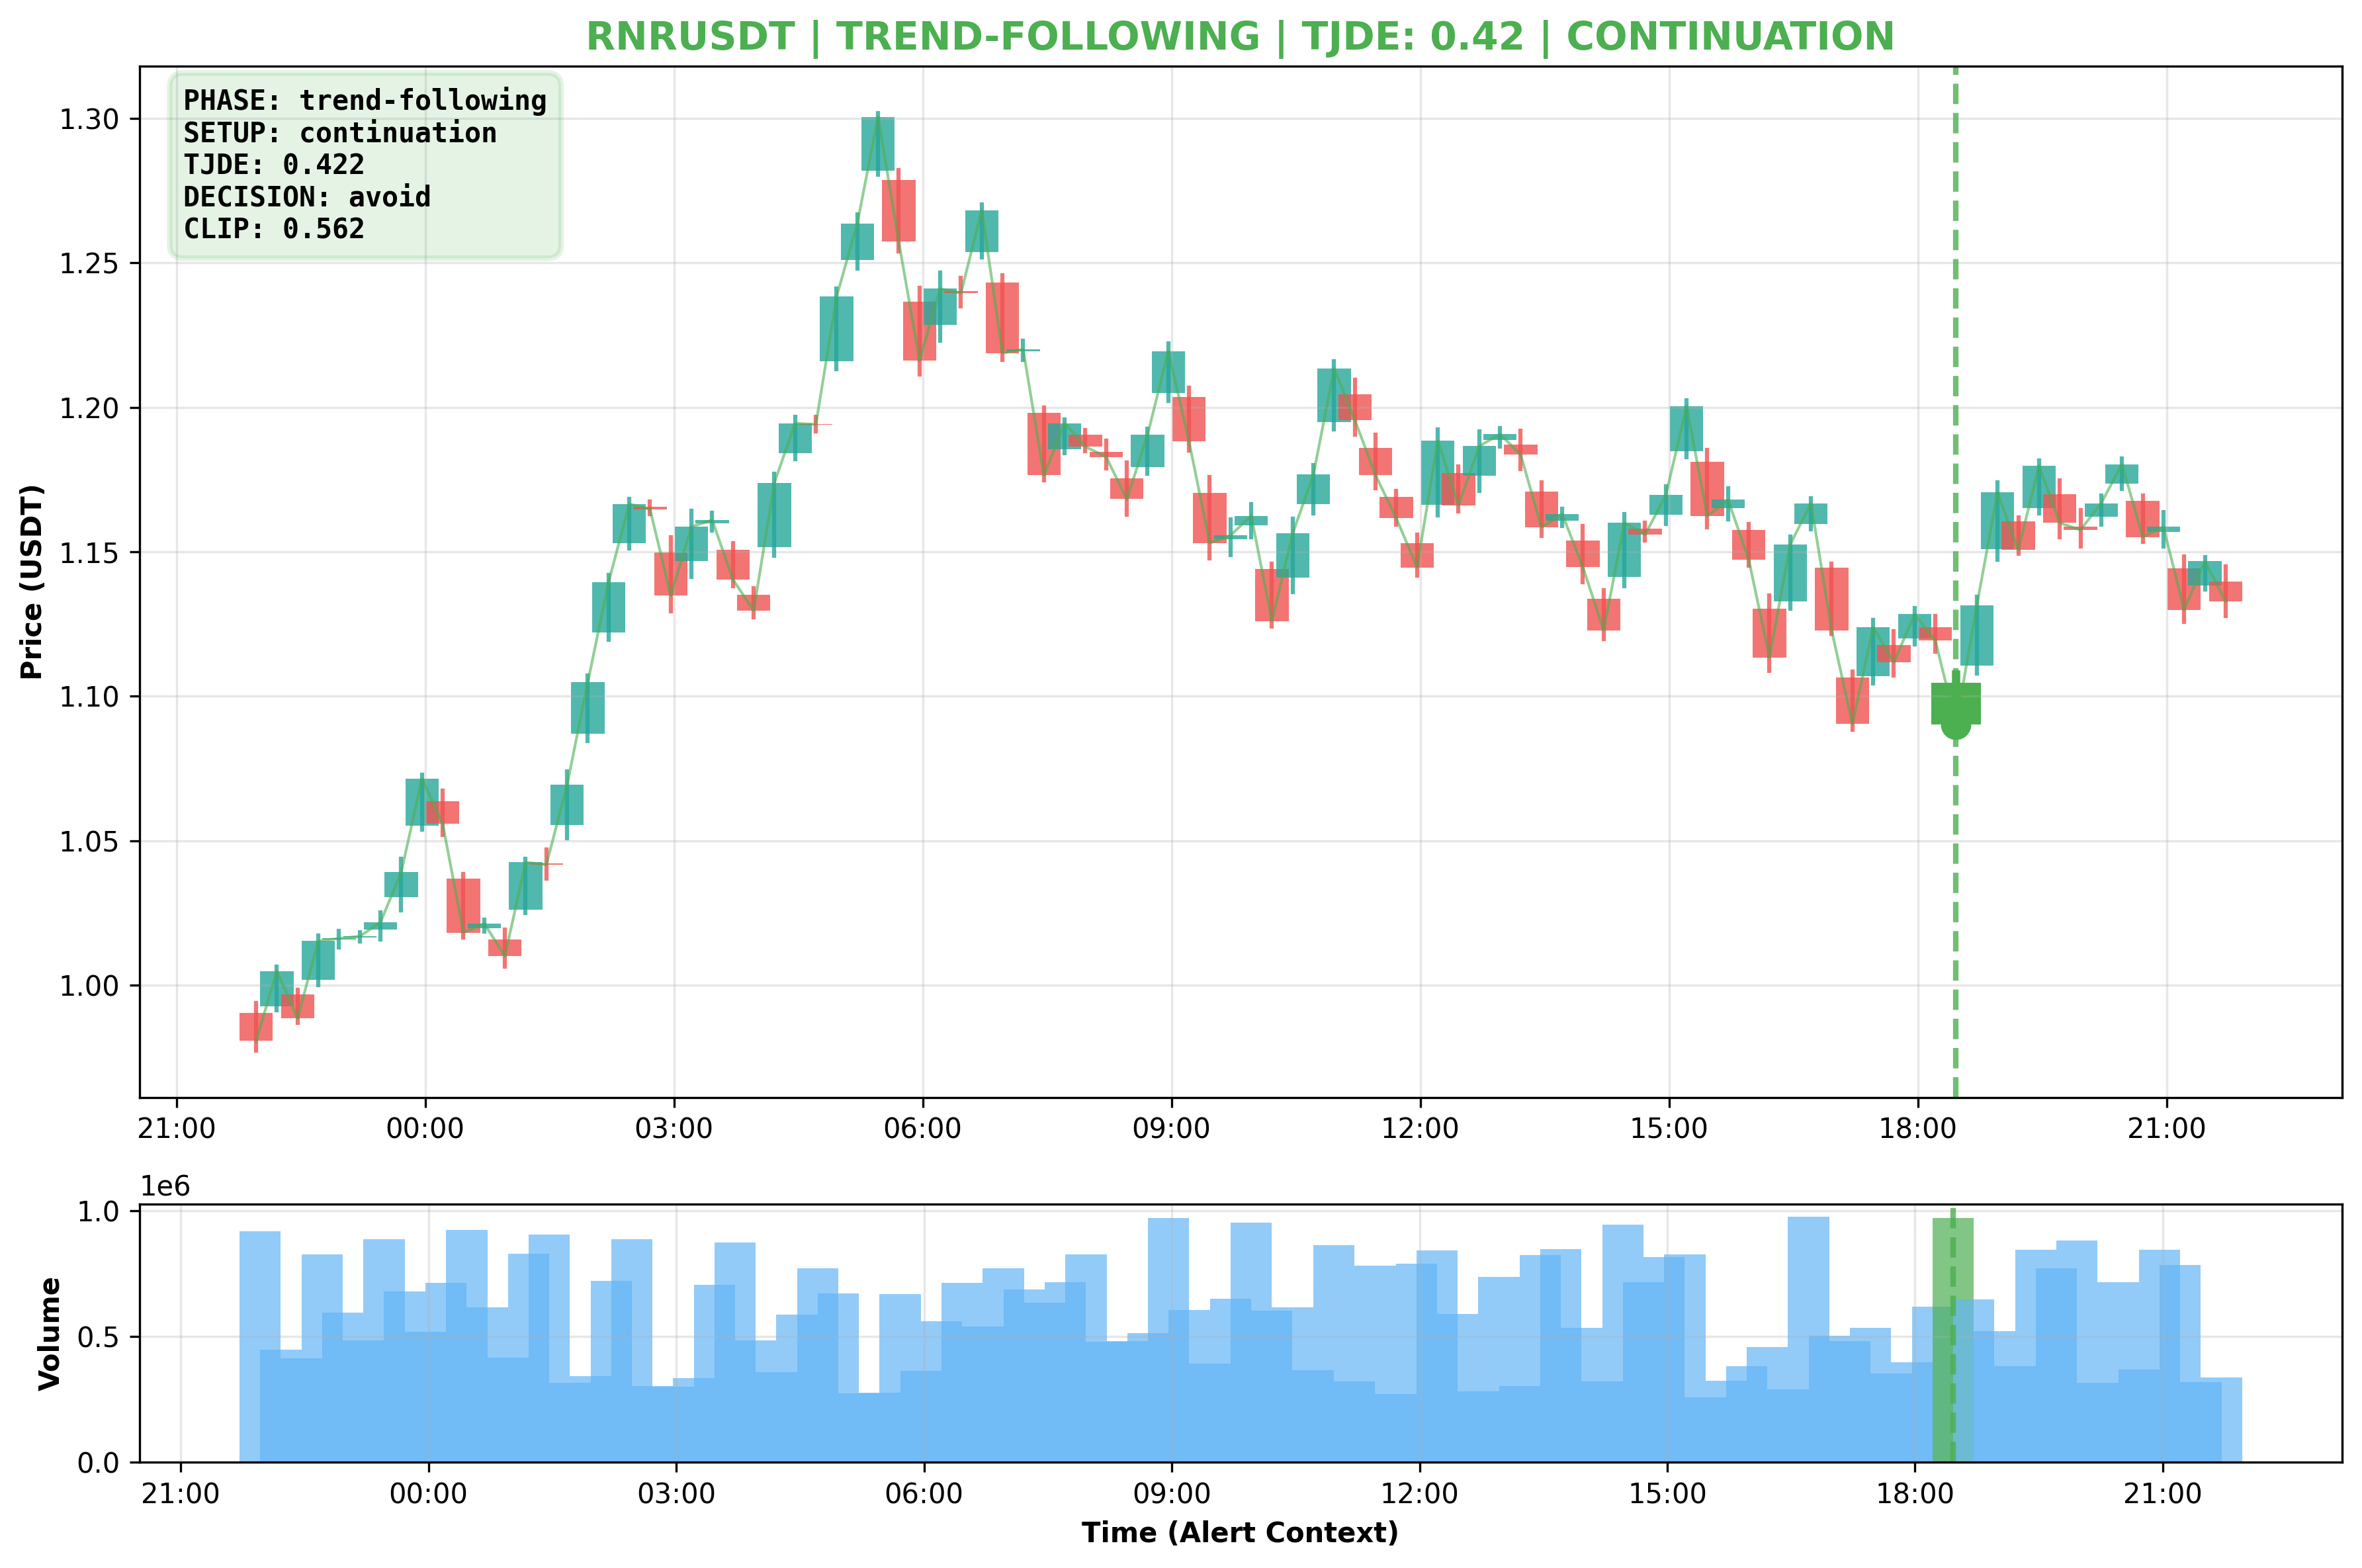 RNRUSDT | TREND-FOLLOWING | TJDE: 0.42 | CONTINUATION
PHASE: trend-following
SETUP: continuation
TJDE: 0.422
DECISION: avoid
CLIP: 0.562
Price (USDT)
1.30
1.25
1.20
1.15
1.10
1.05
1.00
21:00 00:00 03:00 06:00 09:00 12:00 15:00 18:00 21:00
1e6
Volume
1.0
0.5
0.0
21:00 00:00 03:00 06:00 09:00 12:00 15:00 18:00 21:00
Time (Alert Context)